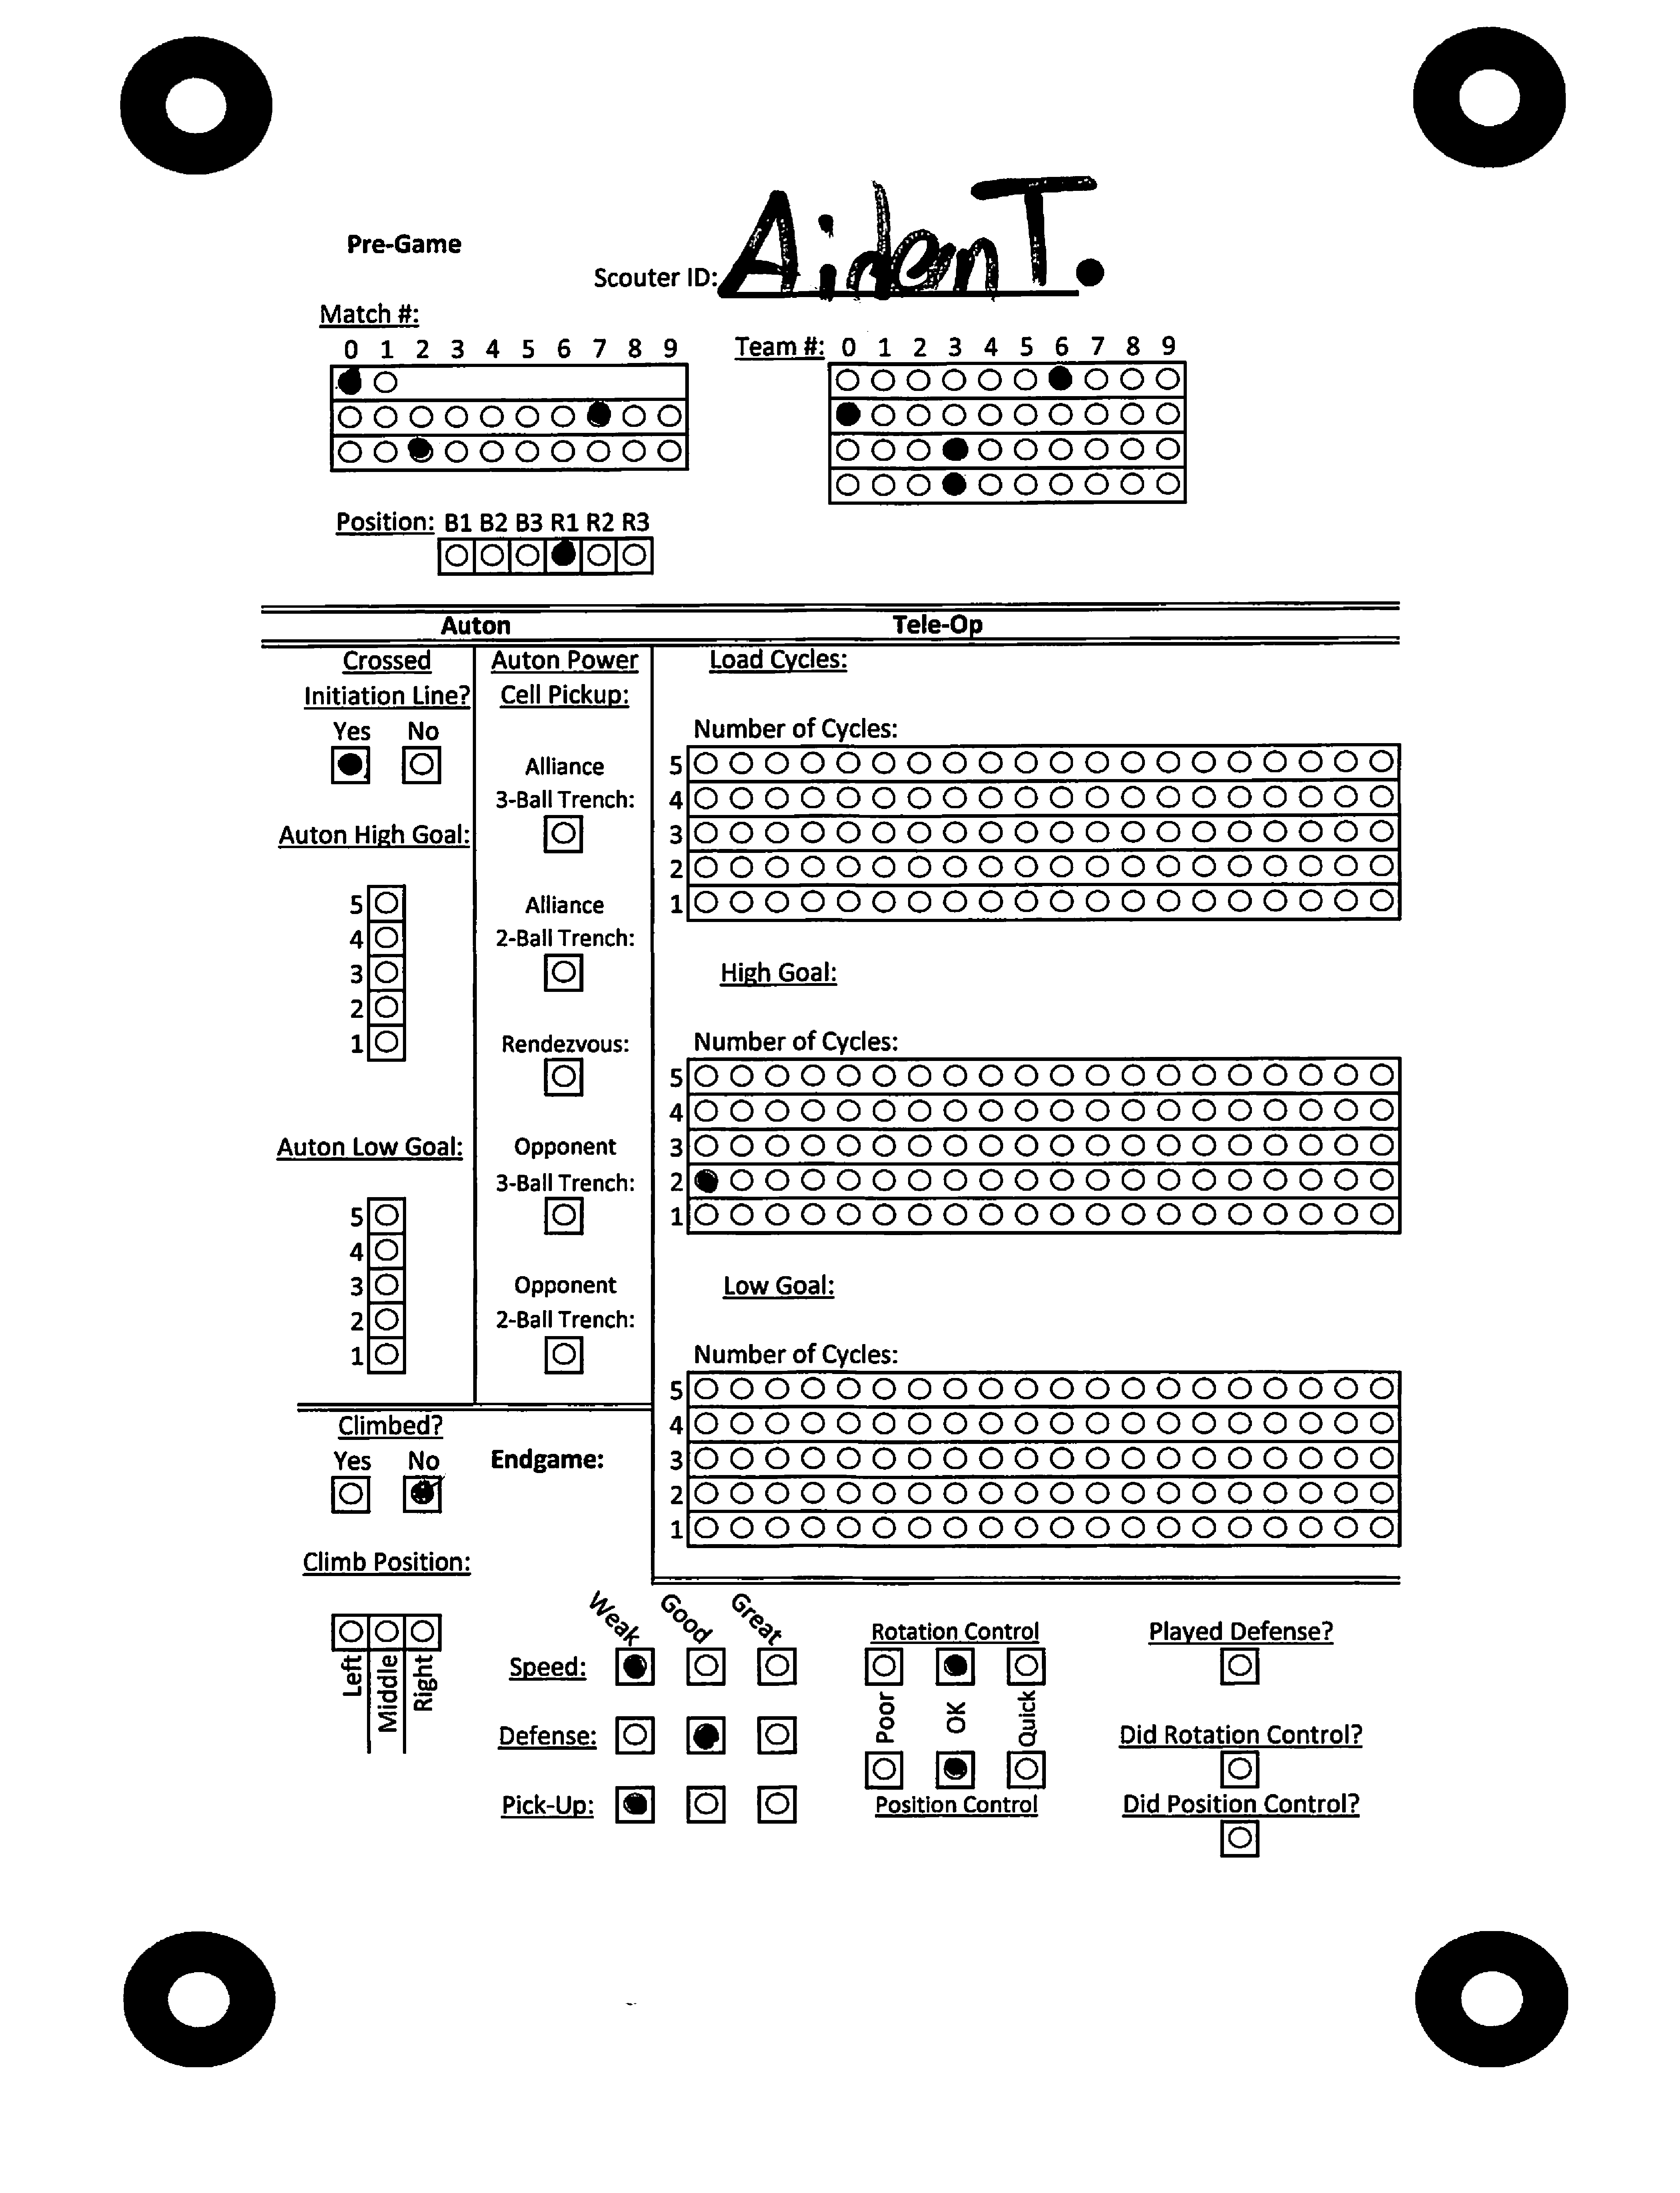 Pre-Game
Scouter ID: Aiden T.
Match #:
0 1 2 3 4 5 6 7 8 9
Team #: 0 1 2 3 4 5 6 7 8 9
Position: B1 B2 B3 R1 R2 R3
Auton
Tele-Op
Crossed
Initiation Line?
Yes No
Auton High Goal:
5
4
3
2
1
Auton Low Goal:
5
4
3
2
1
Auton Power
Cell Pickup:
Alliance
3-Ball Trench:
Alliance
2-Ball Trench:
Rendezvous:
Opponent
3-Ball Trench:
Opponent
2-Ball Trench:
Load Cycles:
Number of Cycles:
5
4
3
2
1
High Goal:
Number of Cycles:
5
4
3
2
1
Low Goal:
Number of Cycles:
5
4
3
2
1
Climbed?
Yes No
Endgame:
Climb Position:
Left
Middle
Right
Weak Good Great
Speed:
Defense:
Pick-Up:
Rotation Control
Poor OK Quick
Position Control
Played Defense?
Did Rotation Control?
Did Position Control?